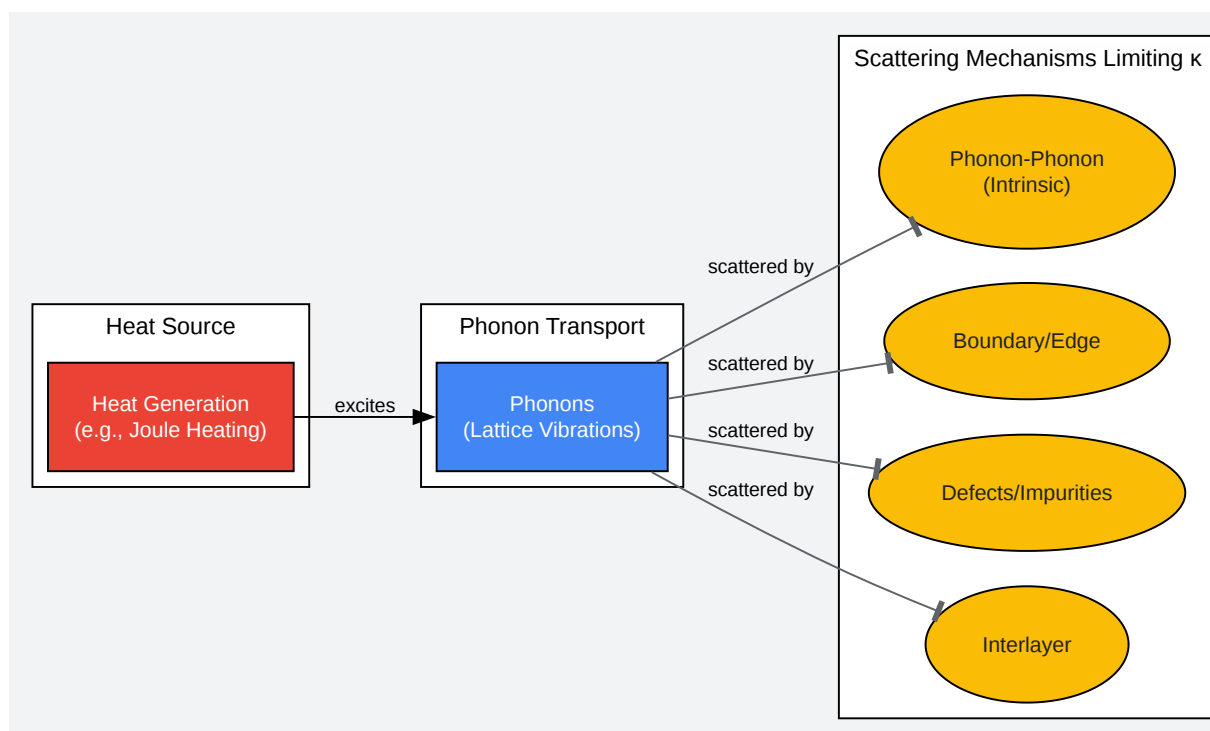 Scattering Mechanisms Limiting κ
Phonon-Phonon
(Intrinsic)
scattered by
Heat Source
Phonon Transport
Boundary/Edge
scattered by
Heat Generation
(e.g., Joule Heating)
excites
Phonons
(Lattice Vibrations)
scattered by
scattered by
Defects/Impurities
Interlayer